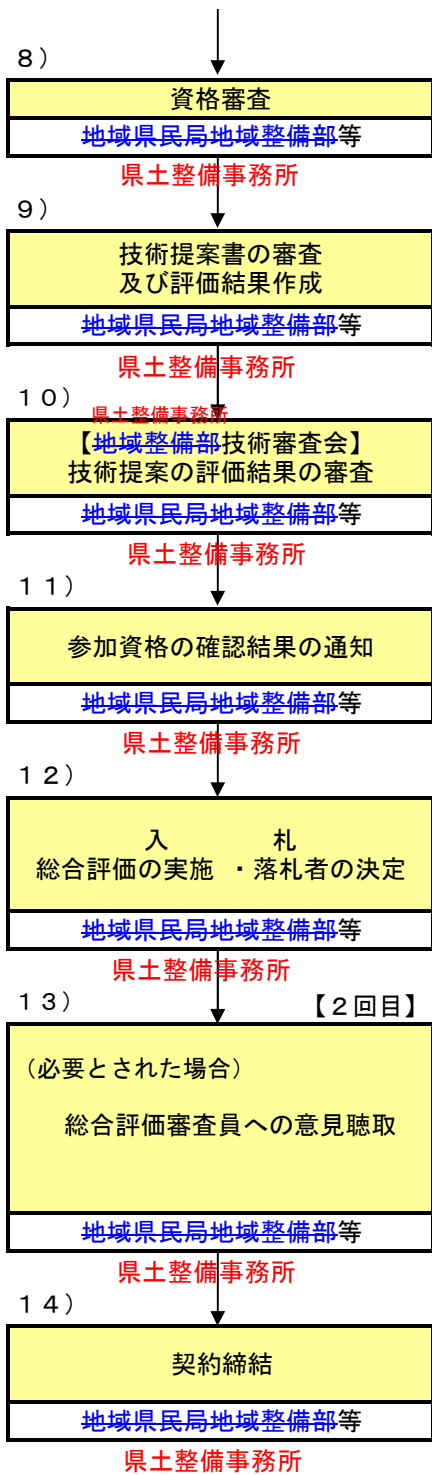 ８）
資格審査
地域県民局地域整備部等
県土整備事務所
９）
技術提案書の審査
及び評価結果作成
地域県民局地域整備部等
県土整備事務所
１０）
県土整備事務所
【地域整備部技術審査会】
技術提案の評価結果の審査
地域県民局地域整備部等
県土整備事務所
１１）
参加資格の確認結果の通知
地域県民局地域整備部等
県土整備事務所
１２）
入　　　　札
総合評価の実施 ・落札者の決定
地域県民局地域整備部等
県土整備事務所
１３）　　　　【２回目】
（必要とされた場合）
総合評価審査員への意見聴取
地域県民局地域整備部等
県土整備事務所
１４）
契約締結
地域県民局地域整備部等
県土整備事務所